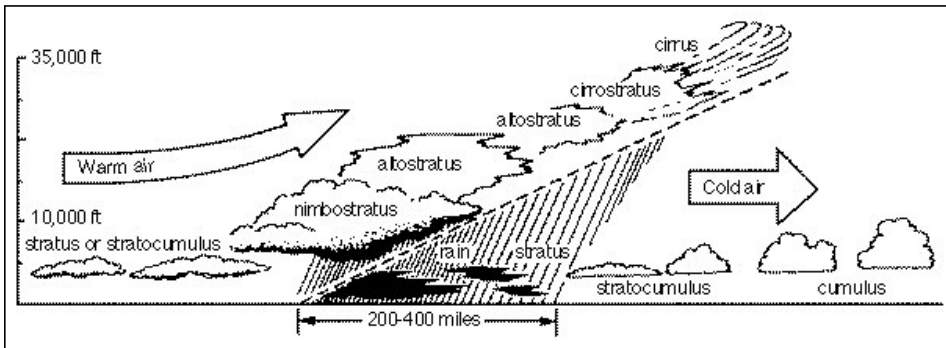 35,000 ft
cirrus
cirrostratus
altostratus
Warm air
altostratus
Cold air
nimbostratus
10,000 ft
stratus or stratocumulus
rain
stratus
stratocumulus
cumulus
200-400 miles